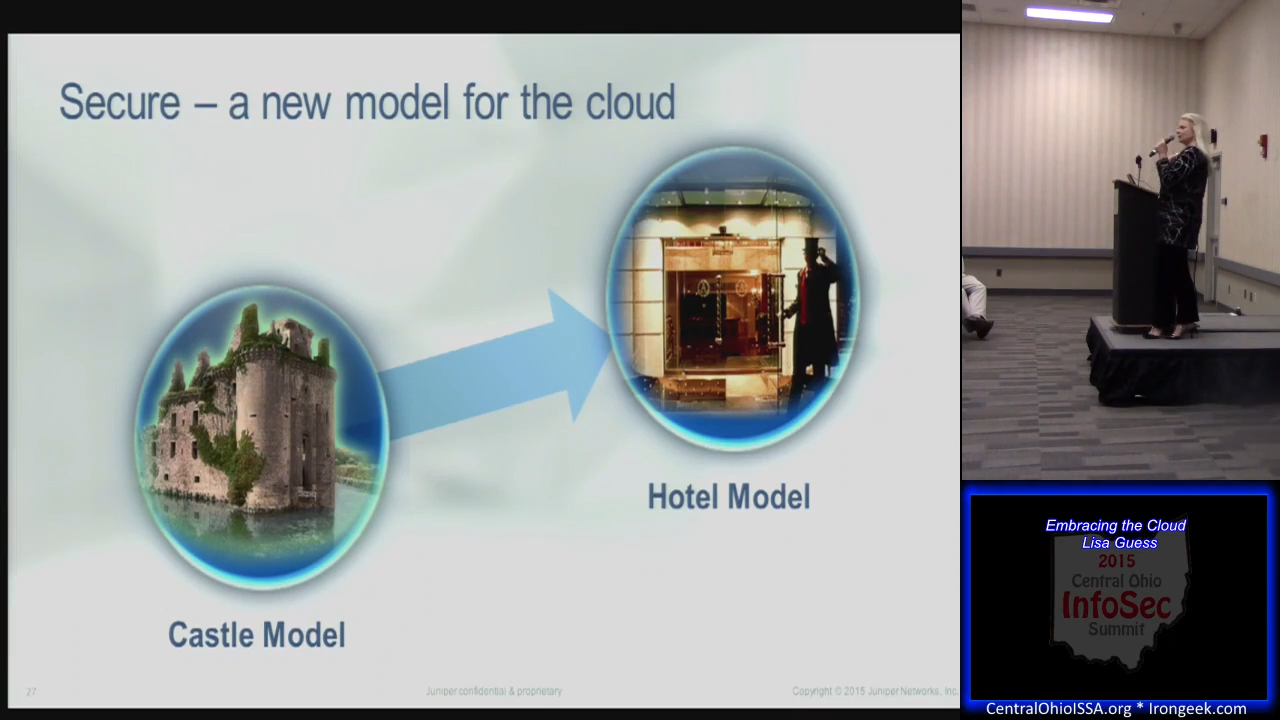 Secure – a new model for the cloud
Hotel Model
Castle Model
27
Juniper confidential & proprietary
Copyright © 2015 Juniper Networks, Inc.
Embracing the Cloud
Lisa Guess
2015
Central Ohio
InfoSec
Summit
CentralOhioISSA.org * Irongeek.com